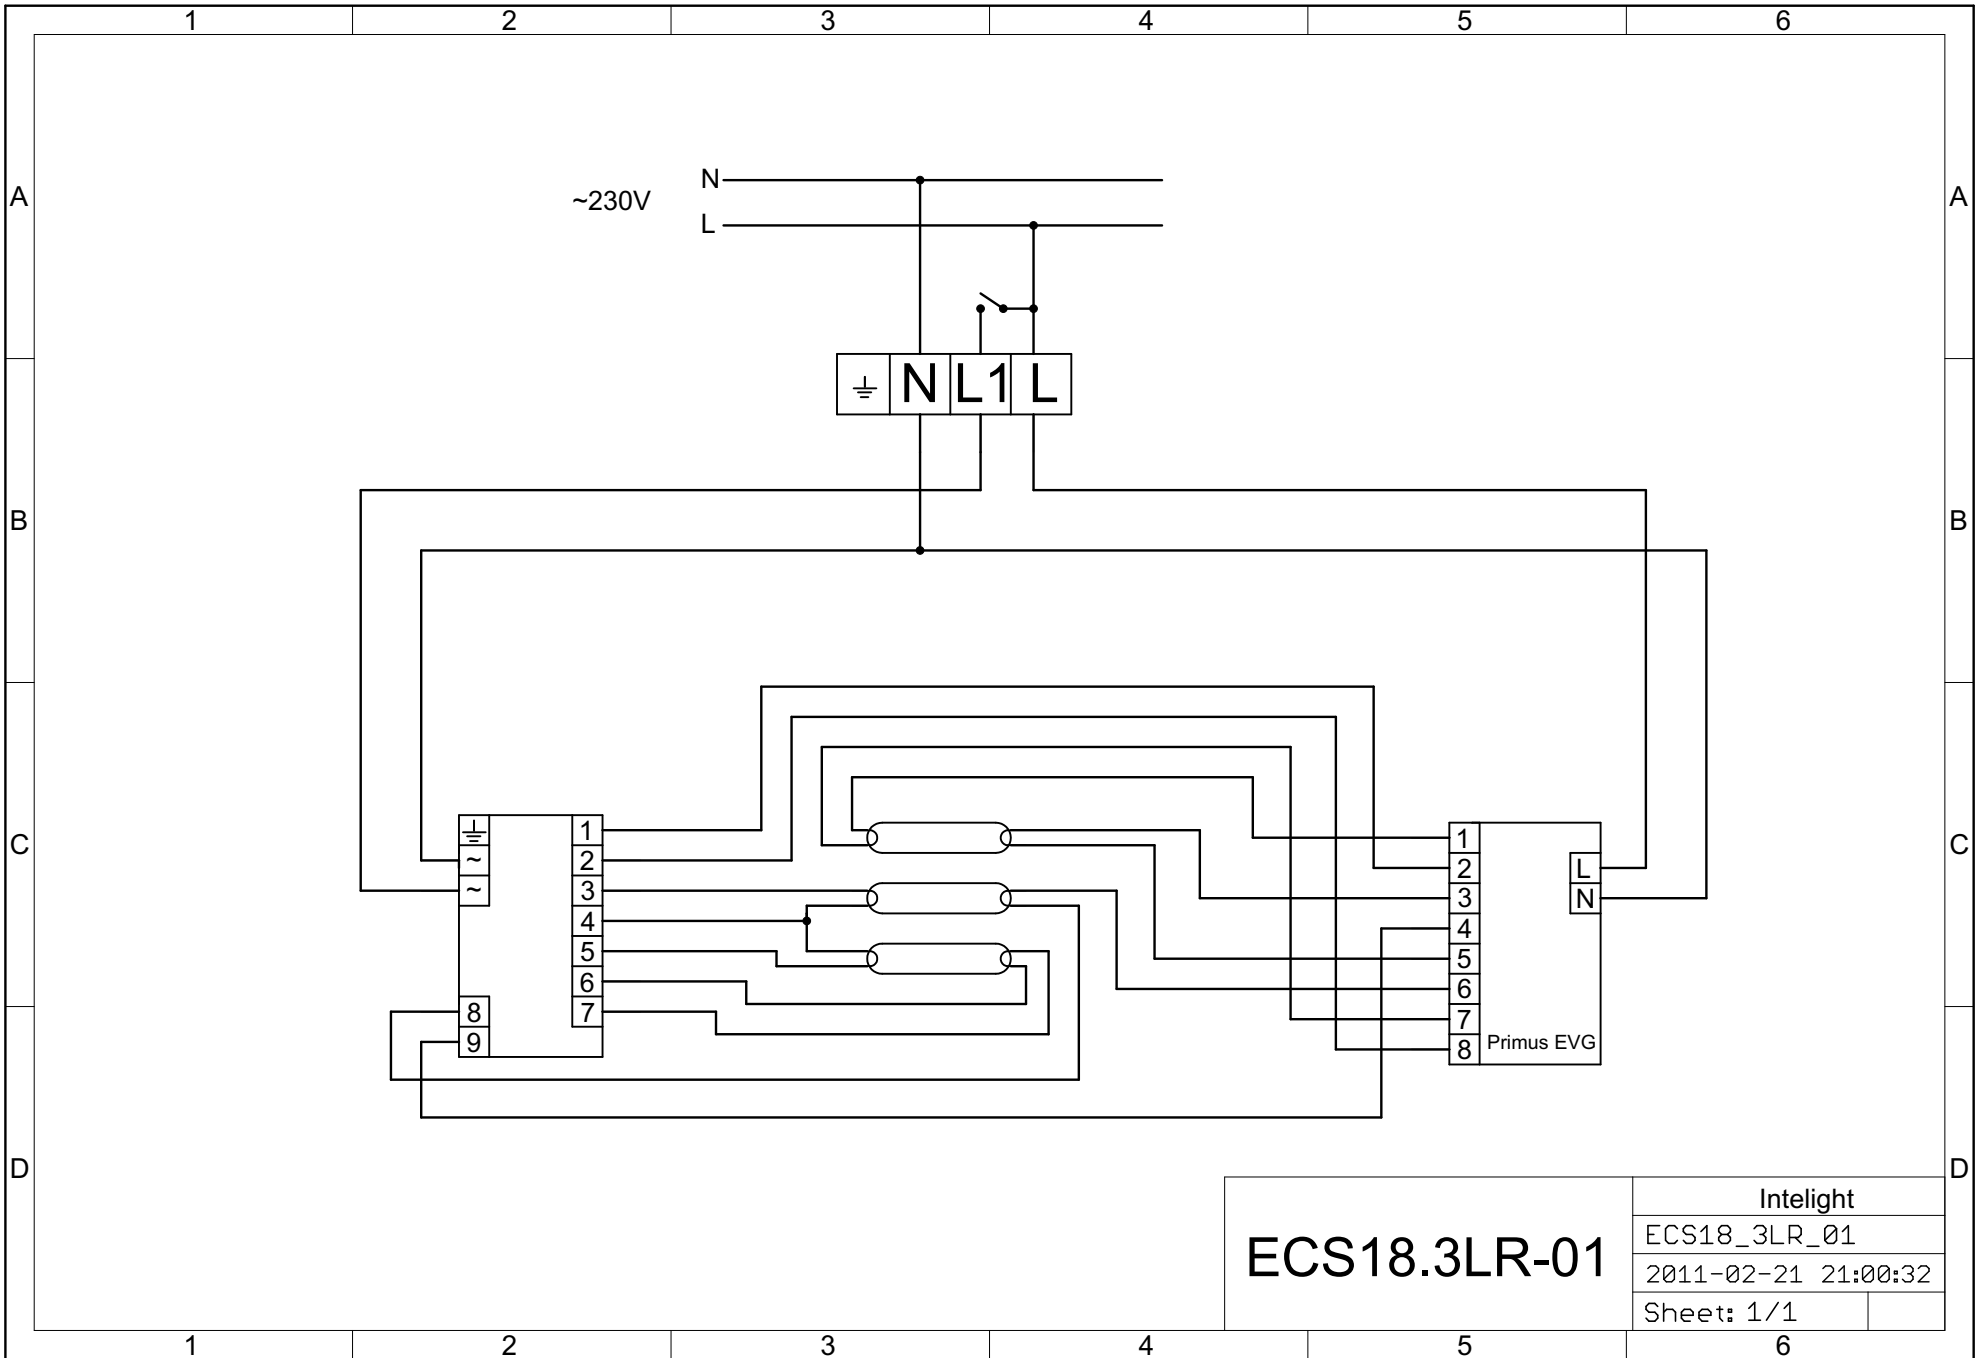 1 2 3 4 5 6
A A
N
~230V
L
N L1 L
B B
C C
1 1
~ 2 2 L
~ 3 3 N
4 4
5 5
6 6
8 7 7
9 8 Primus EVG
D D
Intelight
ECS18.3LR-01
ECS18_3LR_01
2011-02-21 21:00:32
Sheet: 1/1
1 2 3 4 5 6